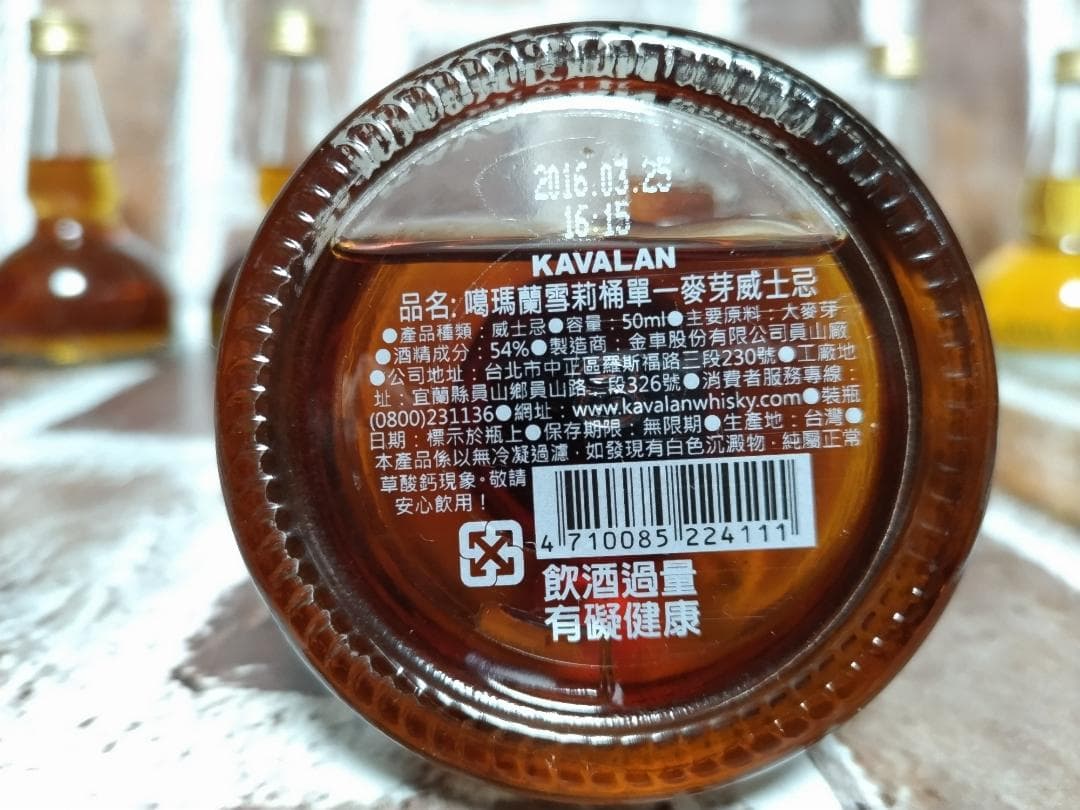 2016.03.25
16:15
KAVALAN
品名: 噶瑪蘭雪莉桶單一麥芽威士忌
●產品種類：威士忌●容量：50ml●主要原料：大麥芽
●酒精成分：54%●製造商：金車股份有限公司員山廠
●公司地址：台北市中正區羅斯福路三段230號●工廠地
址：宜蘭縣員山鄉員山路二段326號●消費者服務專線：
(0800)231136●網址：www.kavalanwhisky.com●裝瓶
日期：標示於瓶上●保存期限：無限期●生產地：台灣●
本產品係以無冷凝過濾，如發現有白色沉澱物，純屬正常
草酸鈣現象。敬請
安心飲用！
4 710085 224111
飲酒過量
有礙健康